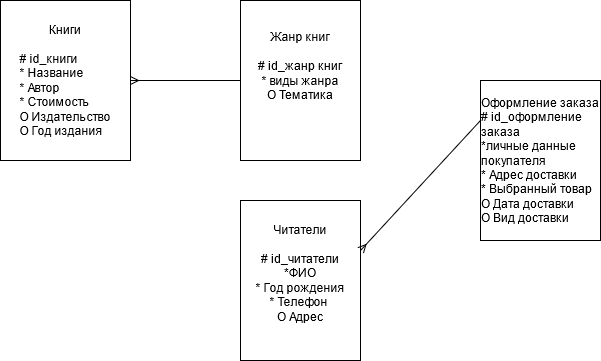 Книги
# id_книги
* Название
* Автор
* Стоимость
О Издательство
О Год издания
Жанр книг
# id_жанр книг
* виды жанра
О Тематика
Оформление заказа
# id_оформление
заказа
*личные данные
покупателя
* Адрес доставки
* Выбранный товар
О Дата доставки
О Вид доставки
Читатели
# id_читатели
*ФИО
* Год рождения
* Телефон
О Адрес